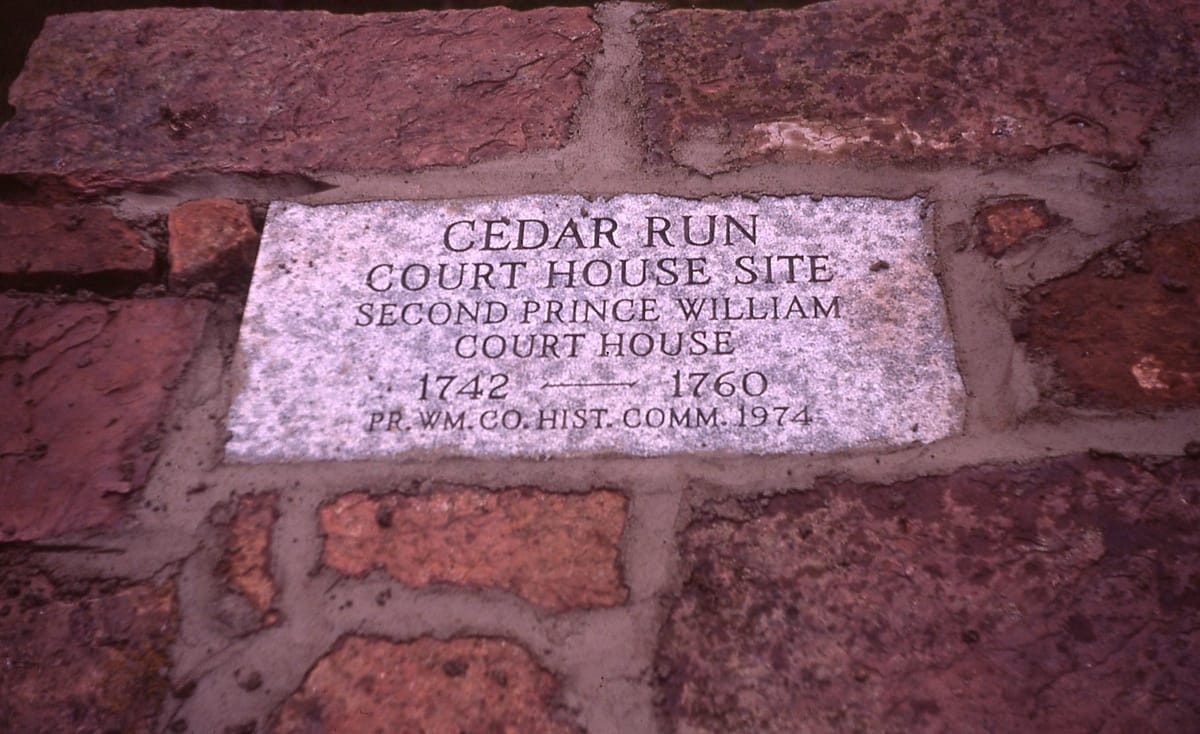 CEDAR RUN
COURT HOUSE SITE
SECOND PRINCE WILLIAM
COURT HOUSE
1742 — 1760
PR. WM. CO. HIST. COMM. 1974